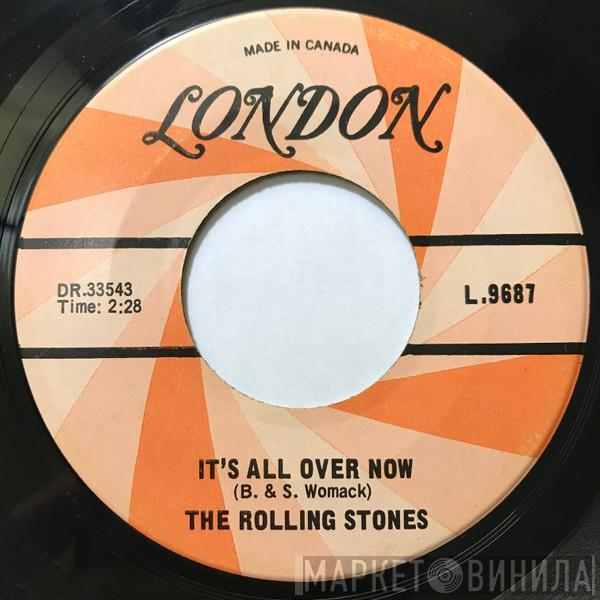 MADE IN CANADA
LONDON
DR.33543
Time: 2:28
L.9687
IT'S ALL OVER NOW
(B. & S. Womack)
THE ROLLING STONES
МАРКЕТ ВИНИЛА